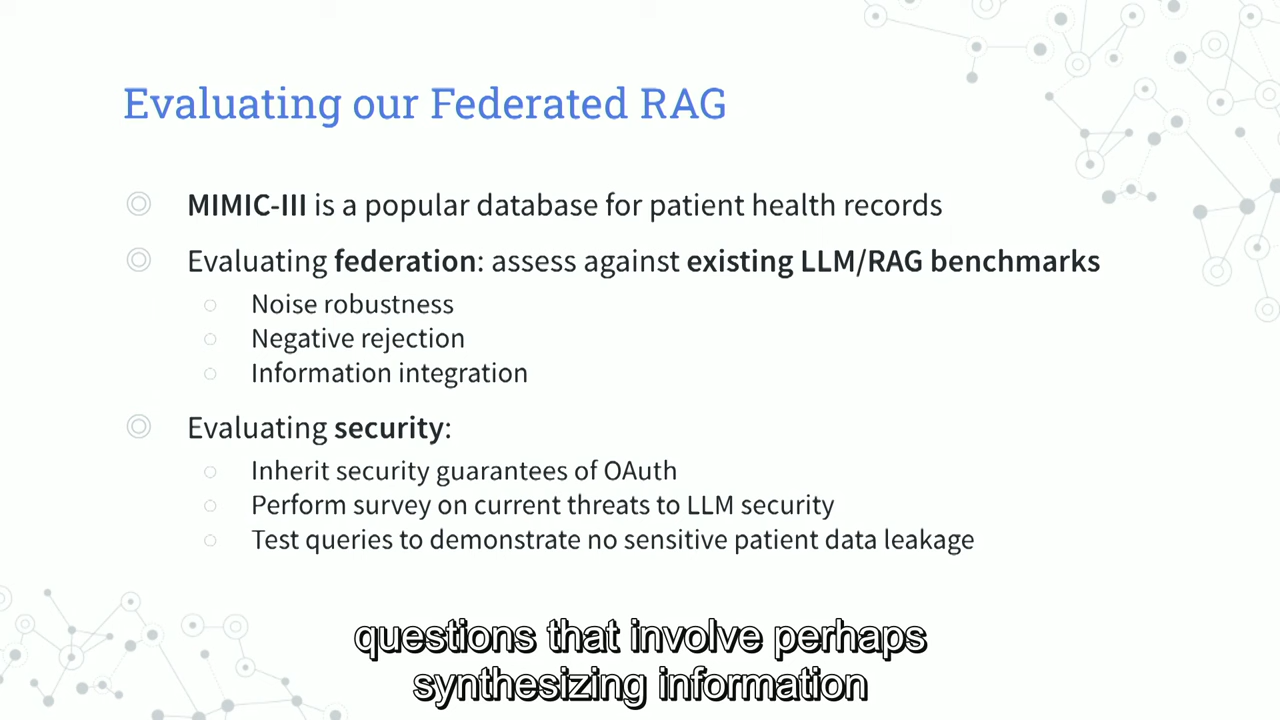 Evaluating our Federated RAG
MIMIC-III is a popular database for patient health records
Evaluating federation: assess against existing LLM/RAG benchmarks
Noise robustness
Negative rejection
Information integration
Evaluating security:
Inherit security guarantees of OAuth
Perform survey on current threats to LLM security
Test queries to demonstrate no sensitive patient data leakage
questions that involve perhaps
synthesizing information